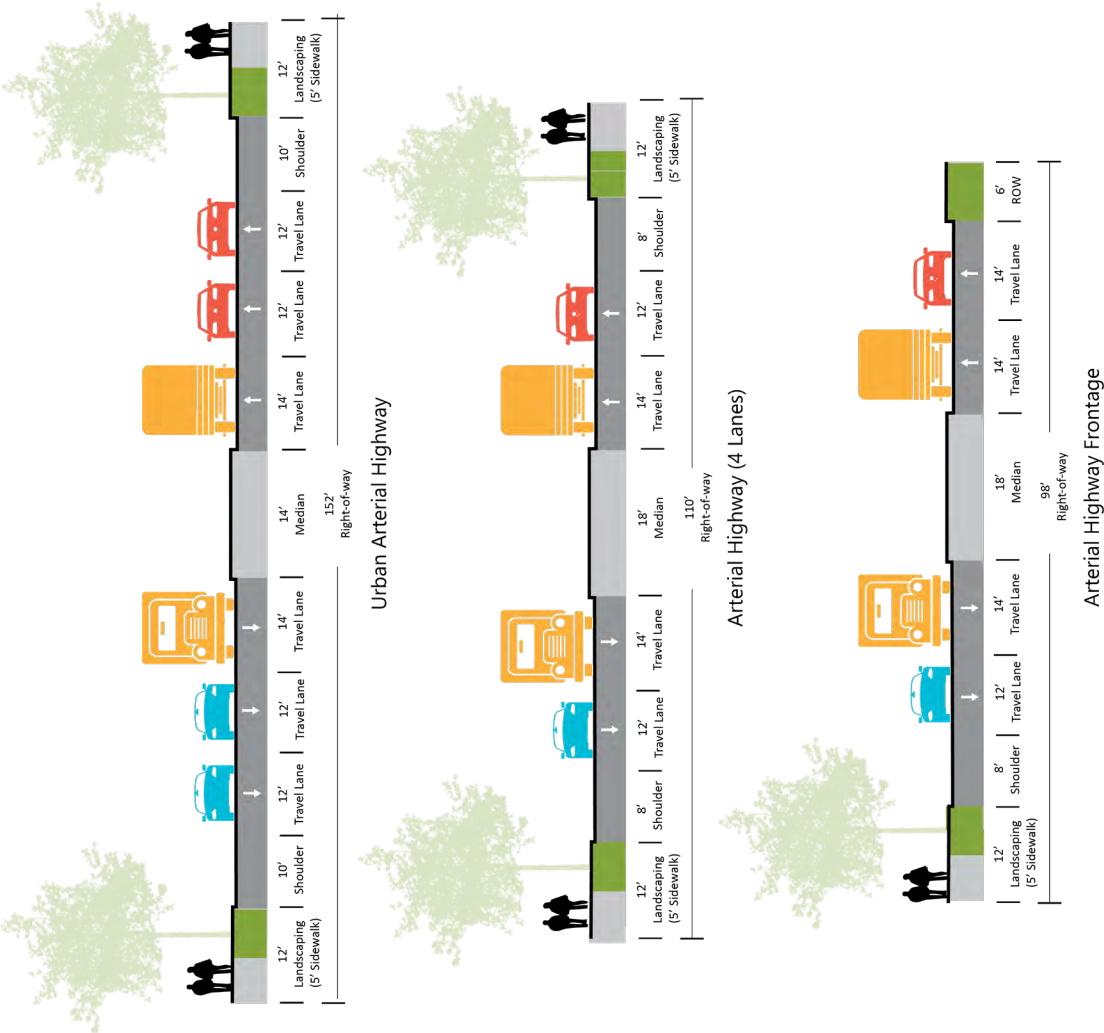 12’
Landscaping
(5’ Sidewalk)
10’
Shoulder
12’
Travel Lane
12’
Travel Lane
14’
Travel Lane
14’
Median
14’
Travel Lane
12’
Travel Lane
12’
Travel Lane
10’
Shoulder
12’
Landscaping
(5’ Sidewalk)
152’
Right-of-way
Urban Arterial Highway
12’
Landscaping
(5’ Sidewalk)
8’
Shoulder
12’
Travel Lane
14’
Travel Lane
18’
Median
14’
Travel Lane
12’
Travel Lane
8’
Shoulder
12’
Landscaping
(5’ Sidewalk)
110’
Right-of-way
Arterial Highway (4 Lanes)
12’
Landscaping
(5’ Sidewalk)
8’
Shoulder
12’
Travel Lane
14’
Travel Lane
18’
Median
14’
Travel Lane
14’
Travel Lane
6’
ROW
98’
Right-of-way
Arterial Highway Frontage